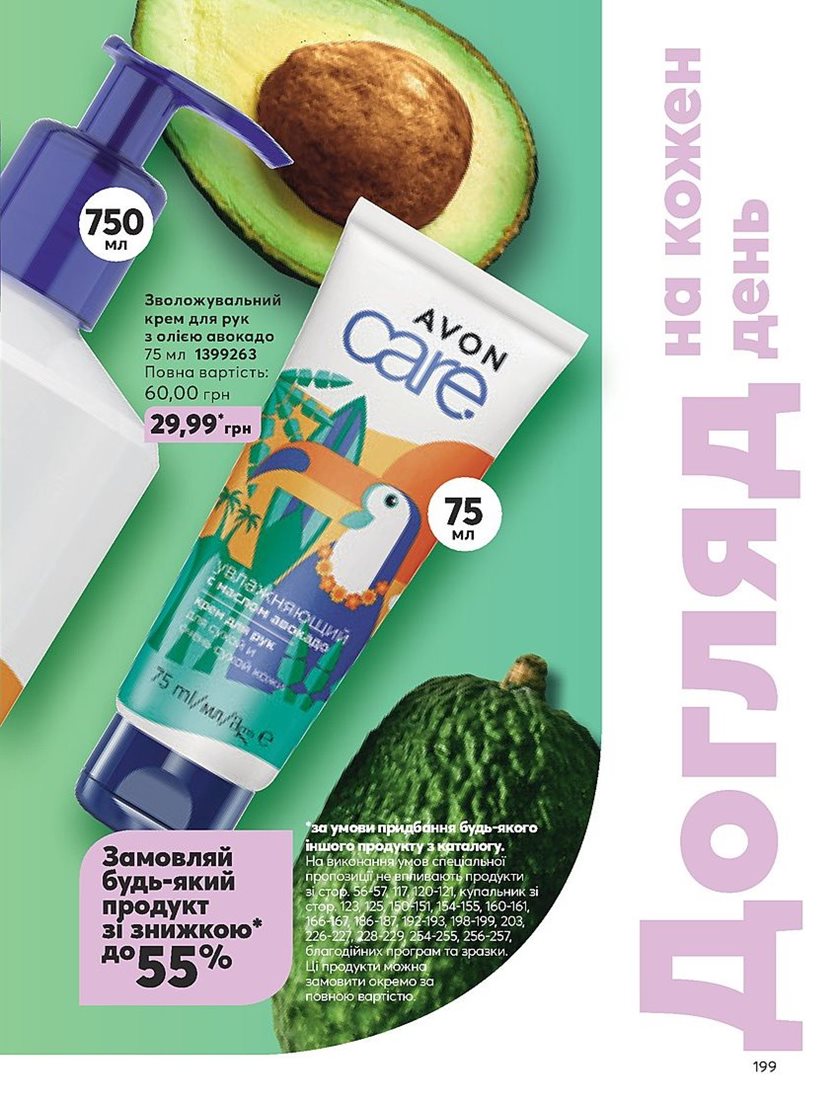 750
мл
Зволожувальний
крем для рук
з олією авокадо
75 мл 1399263
Повна вартість:
60,00 грн
29,99* грн
AVON
care
75
мл
увлажняющий
с маслом авокадо
крем для рук
для сухой и
очень сухой кожи
75 ml/мл/
Догляд
на кожен
день
Замовляй
будь-який
продукт
зі знижкою*
до 55%
*за умови придбання будь-якого
іншого продукту з каталогу.
На виконання умов спеціальної
пропозиції не впливають продукти
зі стор. 56-57, 117, 120-121, купальник зі
стор. 123, 125, 150-151, 154-155, 160-161,
166-167, 186-187, 192-193, 198-199, 203,
226-227, 228-229, 254-255, 256-257,
благодійних програм та зразки.
Ці продукти можна
замовити окремо за
повною вартістю.
199